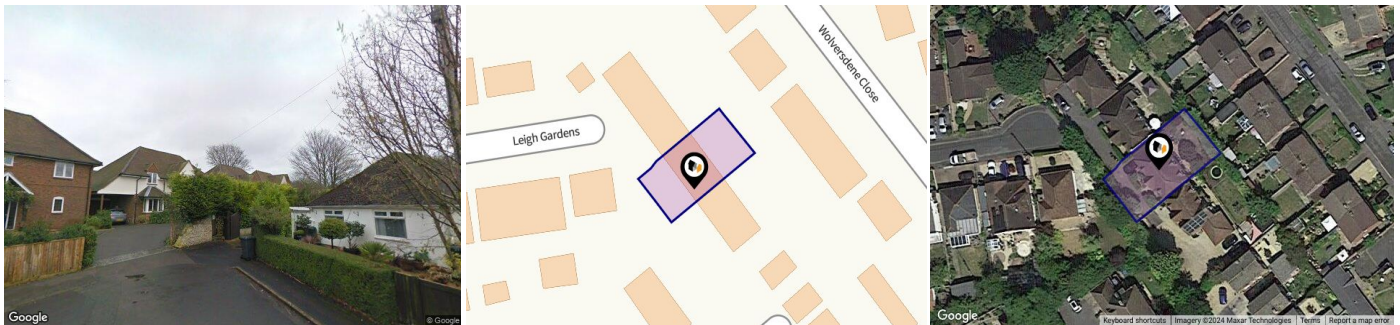 Google
© Google
Leigh Gardens
Wolversdene Close
Google
Keyboard shortcuts
Imagery ©2024 Maxar Technologies
Terms
Report a map error